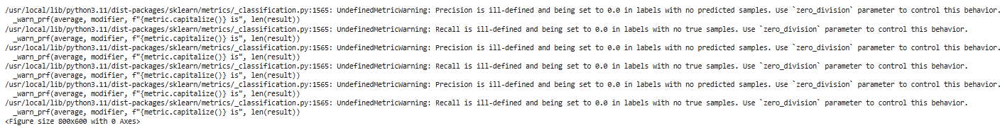 /usr/local/lib/python3.11/dist-packages/sklearn/metrics/_classification.py:1565: UndefinedMetricWarning: Precision is ill-defined and being set to 0.0 in labels with no predicted samples. Use `zero_division` parameter to control this behavior.
  _warn_prf(average, modifier, f"{metric.capitalize()} is", len(result))
/usr/local/lib/python3.11/dist-packages/sklearn/metrics/_classification.py:1565: UndefinedMetricWarning: Recall is ill-defined and being set to 0.0 in labels with no true samples. Use `zero_division` parameter to control this behavior.
  _warn_prf(average, modifier, f"{metric.capitalize()} is", len(result))
/usr/local/lib/python3.11/dist-packages/sklearn/metrics/_classification.py:1565: UndefinedMetricWarning: Precision is ill-defined and being set to 0.0 in labels with no predicted samples. Use `zero_division` parameter to control this behavior.
  _warn_prf(average, modifier, f"{metric.capitalize()} is", len(result))
/usr/local/lib/python3.11/dist-packages/sklearn/metrics/_classification.py:1565: UndefinedMetricWarning: Recall is ill-defined and being set to 0.0 in labels with no true samples. Use `zero_division` parameter to control this behavior.
  _warn_prf(average, modifier, f"{metric.capitalize()} is", len(result))
/usr/local/lib/python3.11/dist-packages/sklearn/metrics/_classification.py:1565: UndefinedMetricWarning: Precision is ill-defined and being set to 0.0 in labels with no predicted samples. Use `zero_division` parameter to control this behavior.
  _warn_prf(average, modifier, f"{metric.capitalize()} is", len(result))
/usr/local/lib/python3.11/dist-packages/sklearn/metrics/_classification.py:1565: UndefinedMetricWarning: Recall is ill-defined and being set to 0.0 in labels with no true samples. Use `zero_division` parameter to control this behavior.
  _warn_prf(average, modifier, f"{metric.capitalize()} is", len(result))
<Figure size 800x600 with 0 Axes>